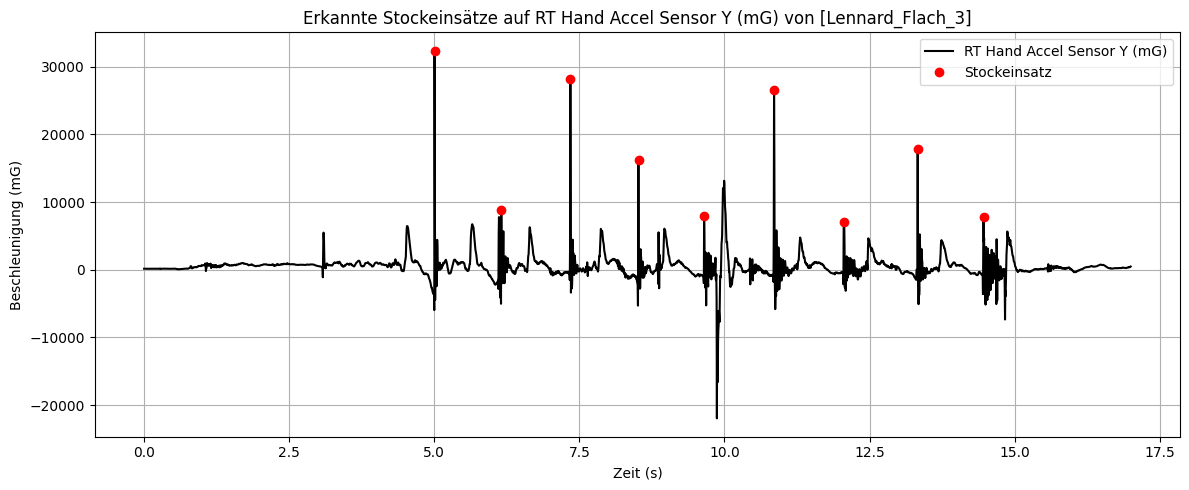 Erkannte Stockeinsätze auf RT Hand Accel Sensor Y (mG) von [Lennard_Flach_3]
RT Hand Accel Sensor Y (mG)
Stockeinsatz
Beschleunigung (mG)
30000
20000
10000
0
−10000
−20000
0.0 2.5 5.0 7.5 10.0 12.5 15.0 17.5
Zeit (s)